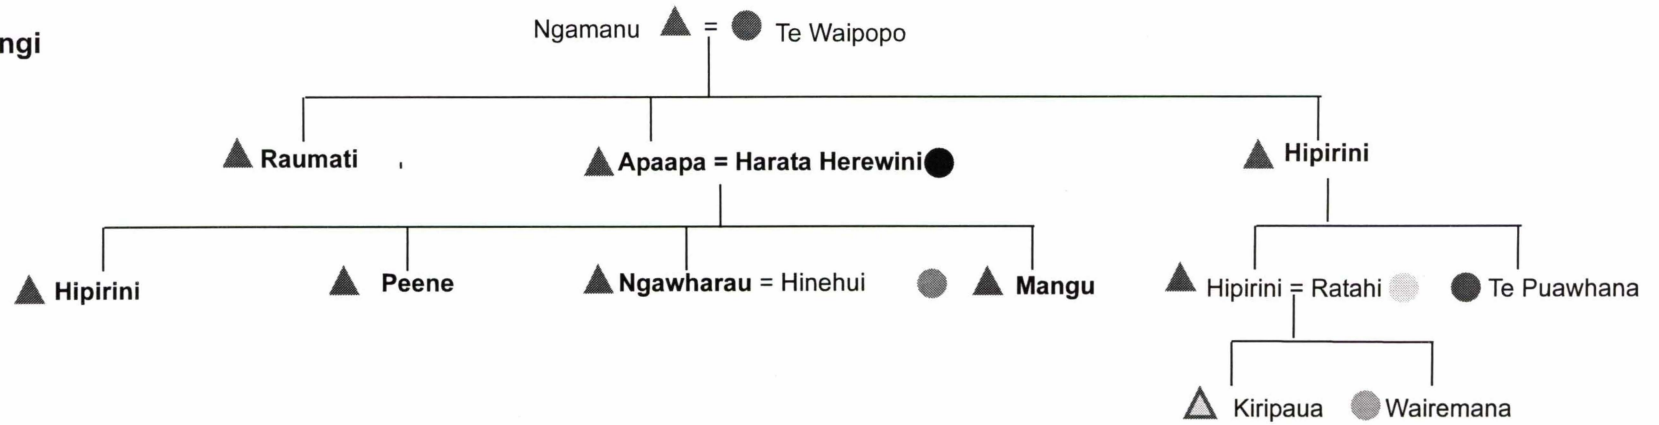 Ngamanu = Te Waipopo
ngi
Raumati Apaapa = Harata Herewini Hipirini
Hipirini Peene Ngawharau = Hinehui Mangu Hipirini = Ratahi Te Puawhana
Kiripaua Wairemana